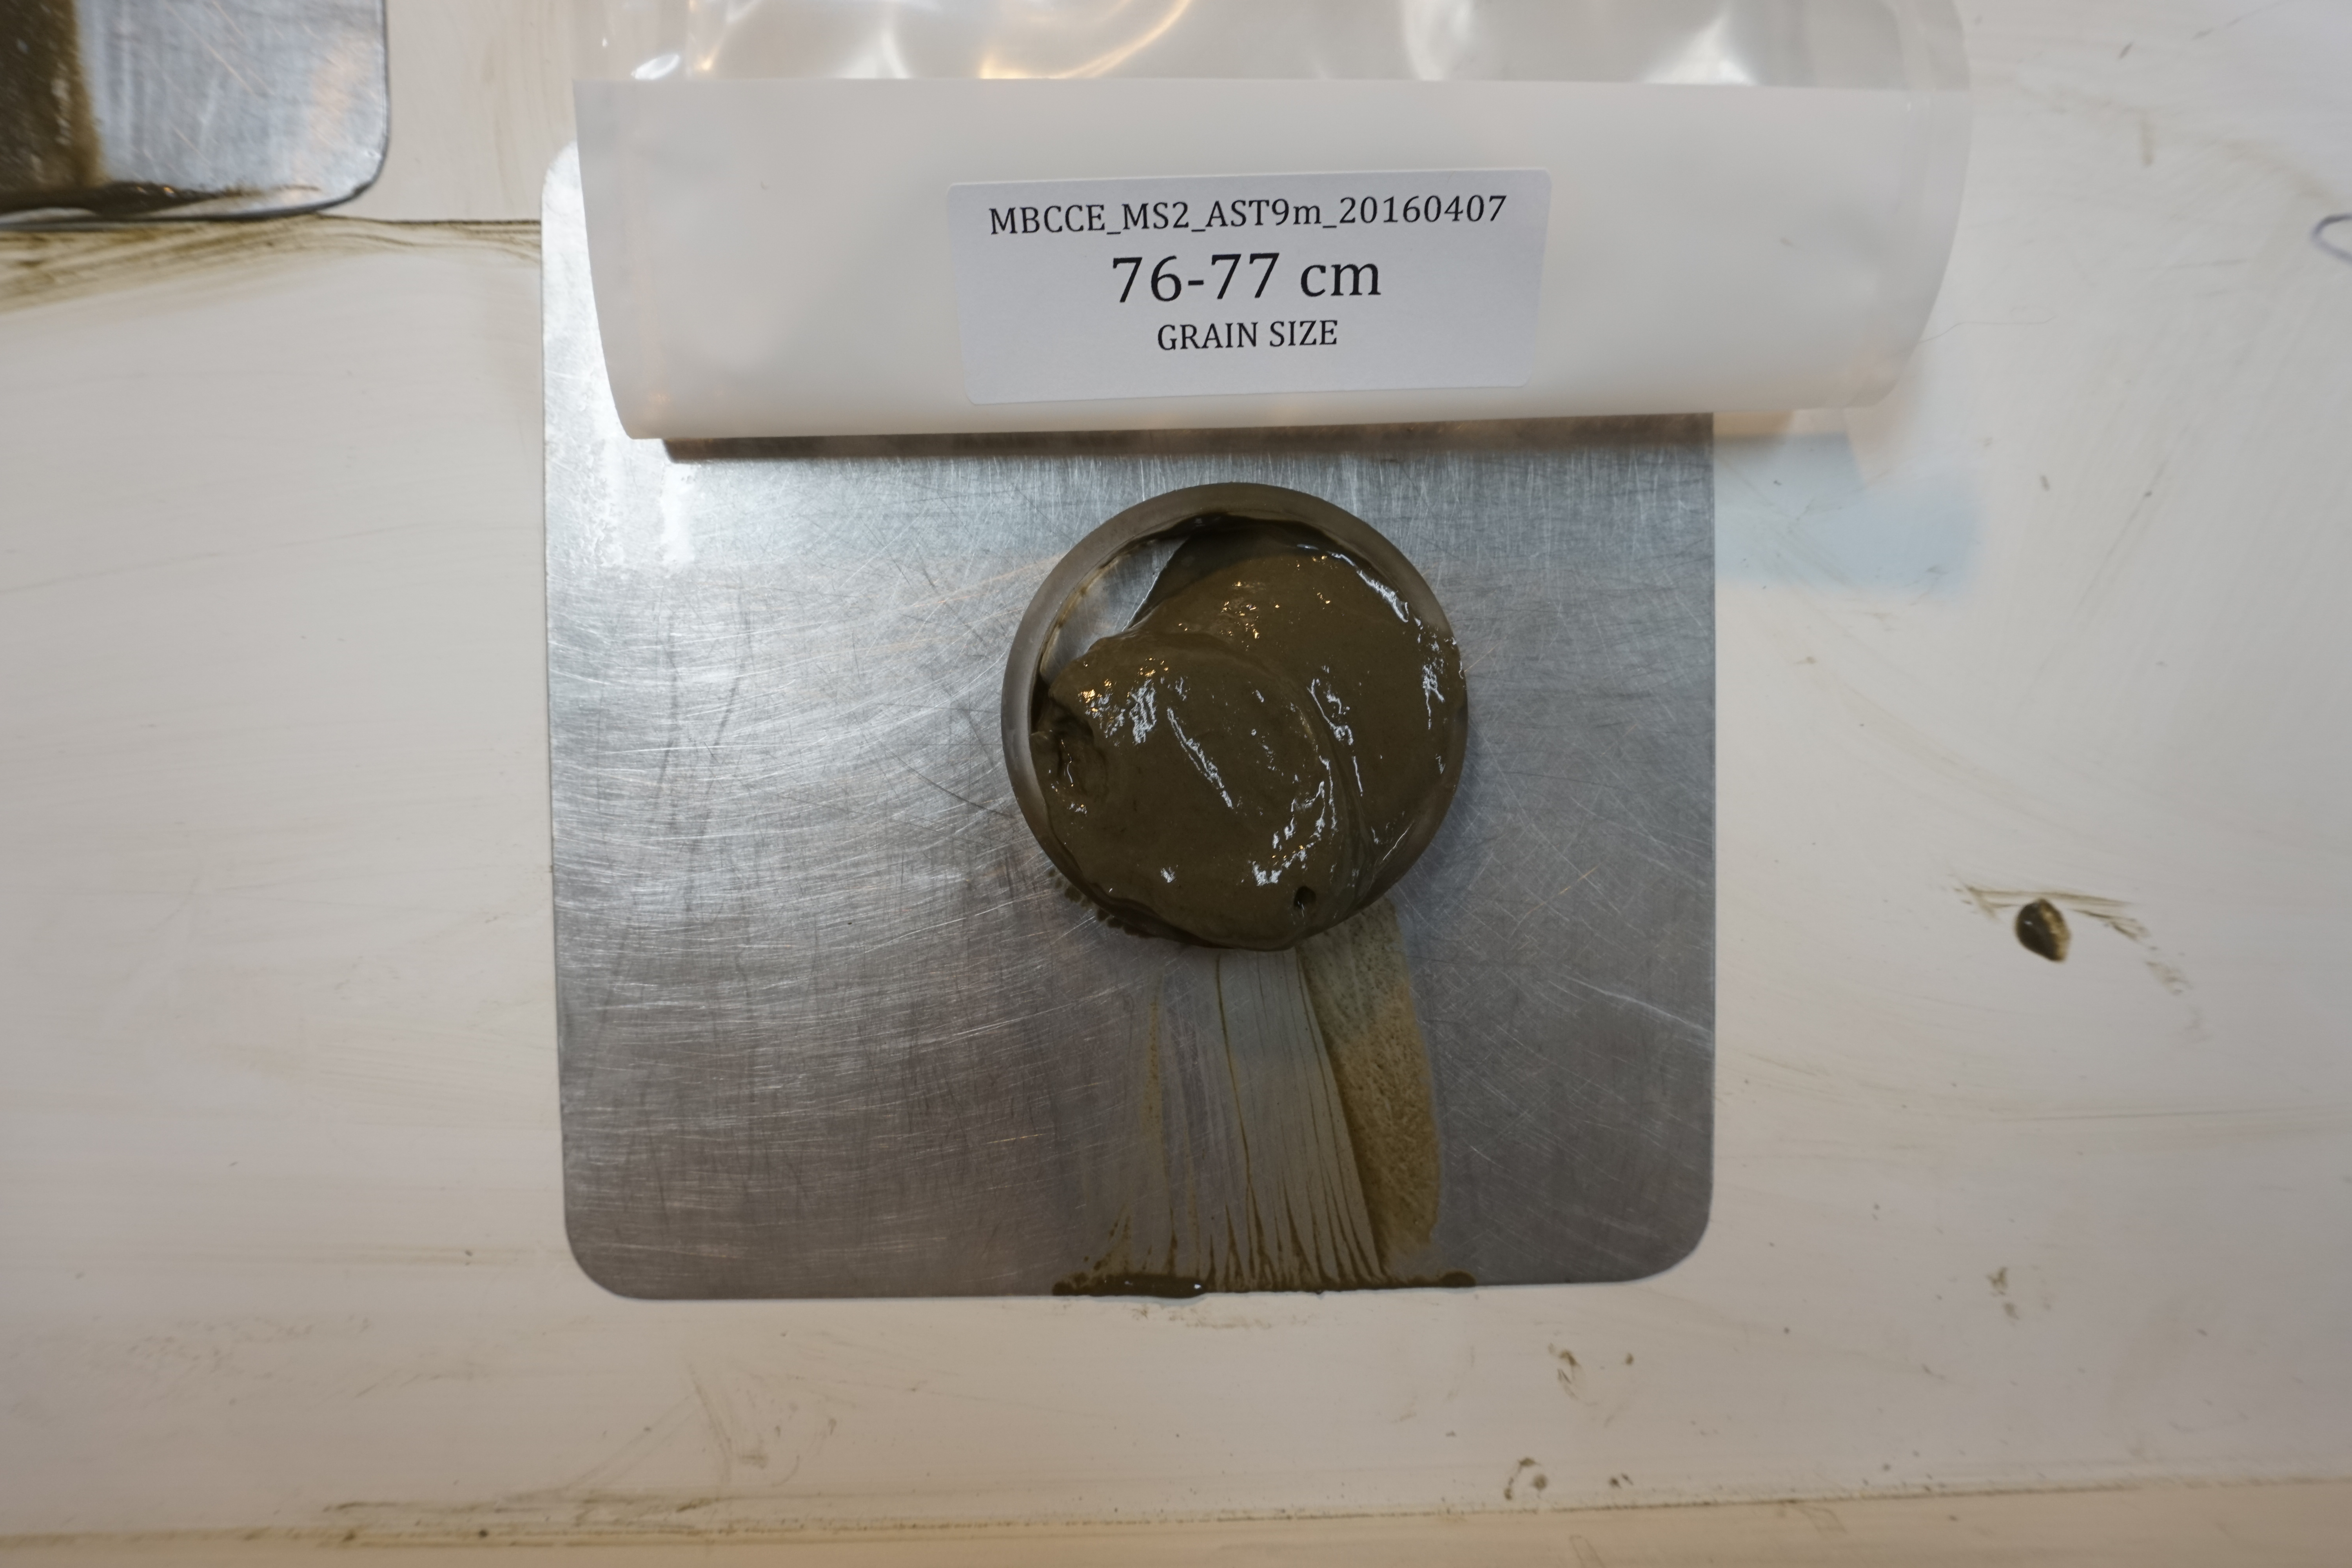 MBCCE_MS2_AST9m_20160407
76-77 cm
GRAIN SIZE